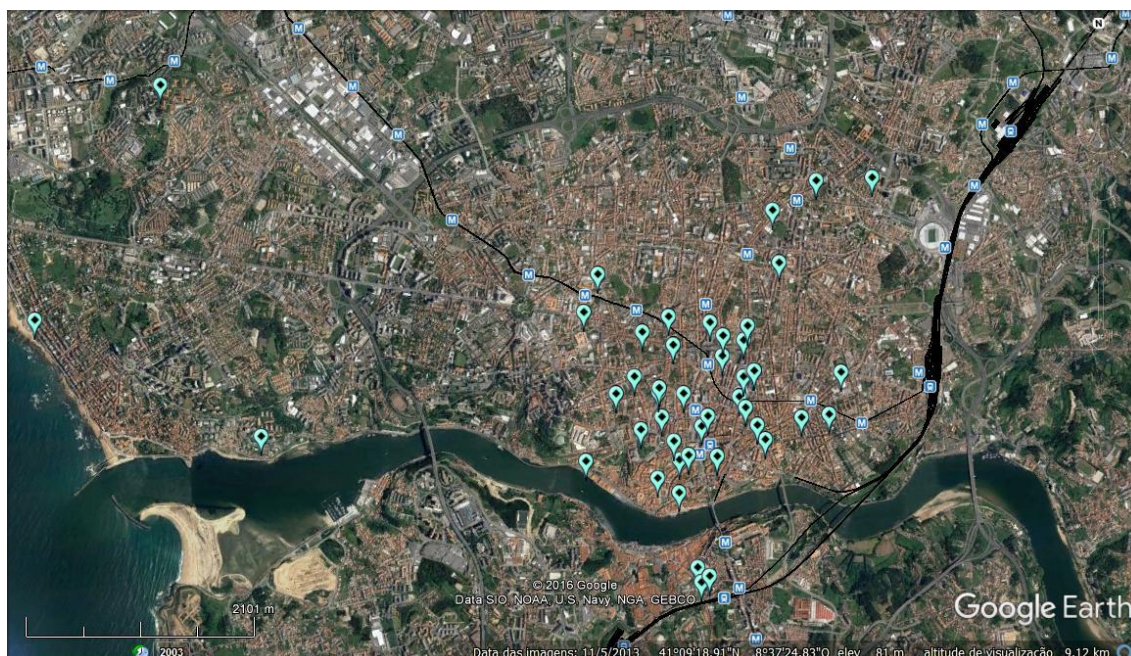 N
© 2016 Google
Data SIO, NOAA, U.S. Navy, NGA, GEBCO
Google Earth
2101 m
2003
Data das imagens: 11/5/2013 41°09'18.91"N 8°37'24.83"O elev 81 m altitude de visualização 9.12 km